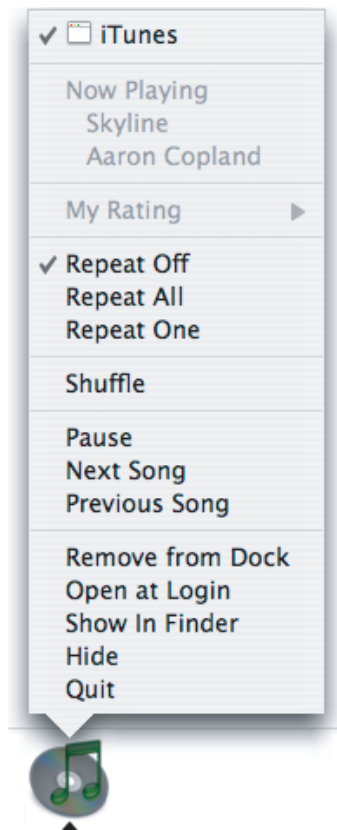 iTunes
Now Playing
Skyline
Aaron Copland
My Rating
Repeat Off
Repeat All
Repeat One
Shuffle
Pause
Next Song
Previous Song
Remove from Dock
Open at Login
Show In Finder
Hide
Quit